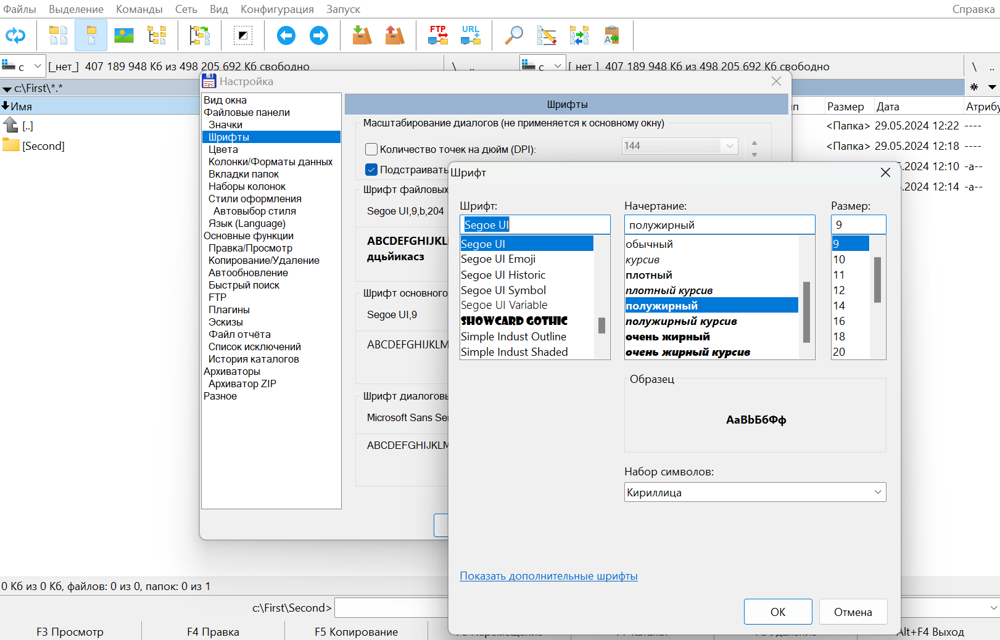 Файлы Выделение Команды Сеть Вид Конфигурация Запуск Справка
FTP URL
c [_нет_] 407 189 948 Кб из 498 205 692 Кб свободно \ ..
c [_нет_] 407 189 948 Кб из 498 205 692 Кб свободно \ ..
c:\First\*.*
Имя
[..]
[Second]
Размер Дата Атрибу
<Папка> 29.05.2024 12:22 ----
<Папка> 29.05.2024 12:18 ----
5.2024 12:10 -a--
5.2024 12:14 -a--
Настройка
Вид окна
Файловые панели
Значки
Шрифты
Цвета
Колонки/Форматы данных
Вкладки папок
Наборы колонок
Стили оформления
Автовыбор стиля
Язык (Language)
Основные функции
Правка/Просмотр
Копирование/Удаление
Автообновление
Быстрый поиск
FTP
Плагины
Эскизы
Файл отчёта
Список исключений
История каталогов
Архиваторы
Архиватор ZIP
Разное
Шрифты
Масштабирование диалогов (не применяется к основному окну)
Количество точек на дюйм (DPI): 144
Подстраивать
Шрифт файловых
Segoe UI,9,b,204
ABCDEFGHIJKL
дцьйикасз
Шрифт основного
Segoe UI,9
ABCDEFGHIJKLM
Шрифт диалоговы
Microsoft Sans Se
ABCDEFGHIJKLM
Шрифт
Шрифт:
Segoe UI
Segoe UI
Segoe UI Emoji
Segoe UI Historic
Segoe UI Symbol
Segoe UI Variable
SHOWCARD GOTHIC
Simple Indust Outline
Simple Indust Shaded
Начертание:
полужирный
обычный
курсив
плотный
плотный курсив
полужирный
полужирный курсив
очень жирный
очень жирный курсив
Размер:
9
9
10
11
12
14
16
18
20
Образец
АаВbБбФф
Набор символов:
Кириллица
Показать дополнительные шрифты
ОК Отмена
0 Кб из 0 Кб, файлов: 0 из 0, папок: 0 из 1
c:\First\Second>
F3 Просмотр F4 Правка F5 Копирование Alt+F4 Выход